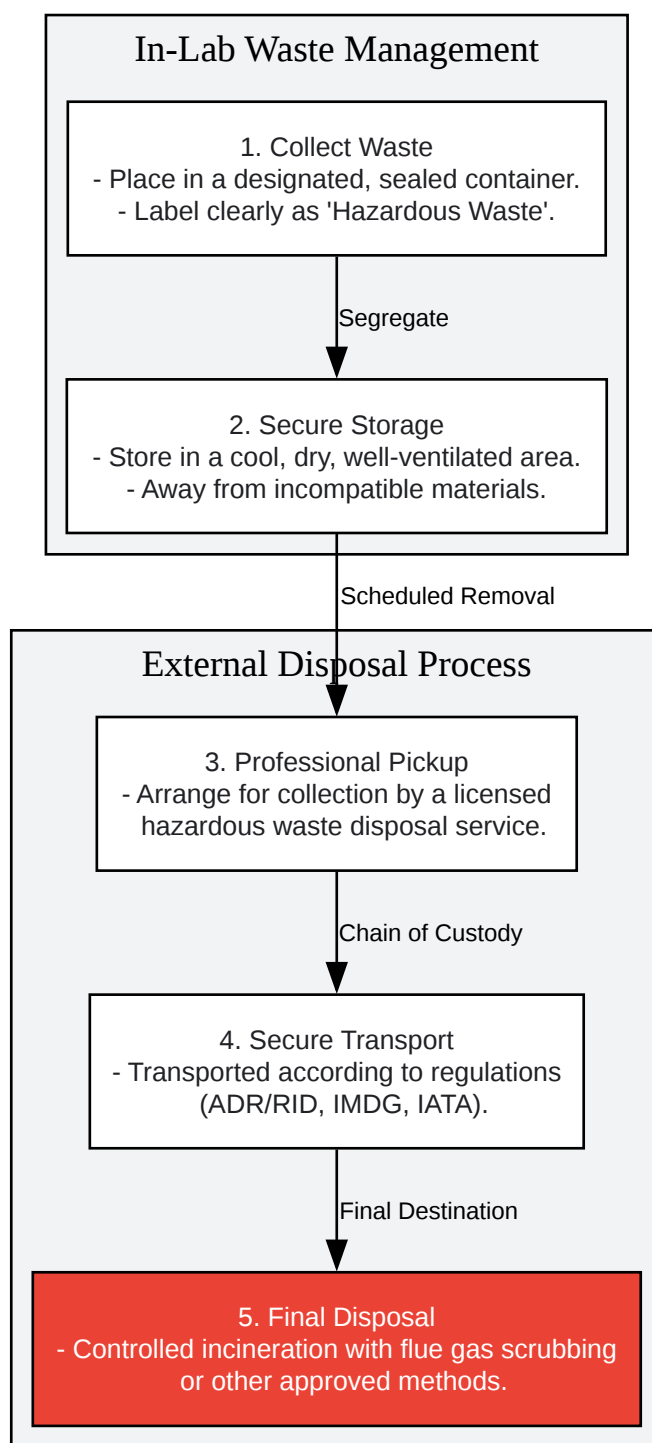 In-Lab Waste Management
1. Collect Waste
- Place in a designated, sealed container.
- Label clearly as 'Hazardous Waste'.
Segregate
2. Secure Storage
- Store in a cool, dry, well-ventilated area.
- Away from incompatible materials.
Scheduled Removal
External Disposal Process
3. Professional Pickup
- Arrange for collection by a licensed
hazardous waste disposal service.
Chain of Custody
4. Secure Transport
- Transported according to regulations
(ADR/RID, IMDG, IATA).
Final Destination
5. Final Disposal
- Controlled incineration with flue gas scrubbing
or other approved methods.